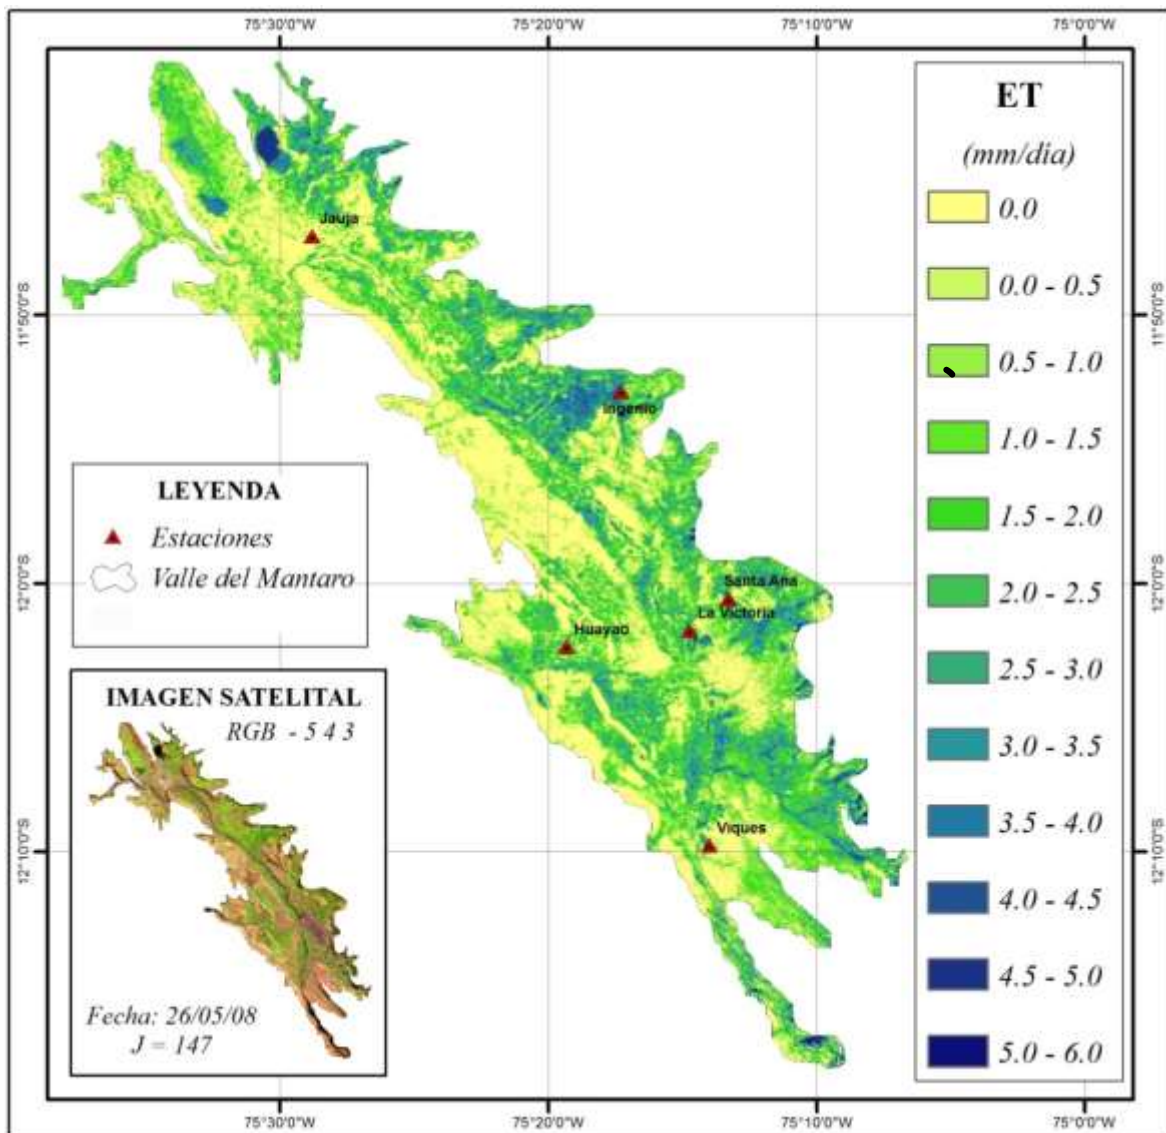 75°30'0"W 75°20'0"W 75°10'0"W 75°0'0"W
ET
(mm/día)
0.0
0.0 - 0.5
0.5 - 1.0
1.0 - 1.5
1.5 - 2.0
2.0 - 2.5
2.5 - 3.0
3.0 - 3.5
3.5 - 4.0
4.0 - 4.5
4.5 - 5.0
5.0 - 6.0
Jauja
Ingenio
Santa Ana
La Victoria
Huayao
Viques
11°50'0"S
12°0'0"S
12°10'0"S
11°50'0"S
12°0'0"S
12°10'0"S
LEYENDA
Estaciones
Valle del Mantaro
IMAGEN SATELITAL
RGB - 5 4 3
Fecha: 26/05/08
J = 147
75°30'0"W 75°20'0"W 75°10'0"W 75°0'0"W